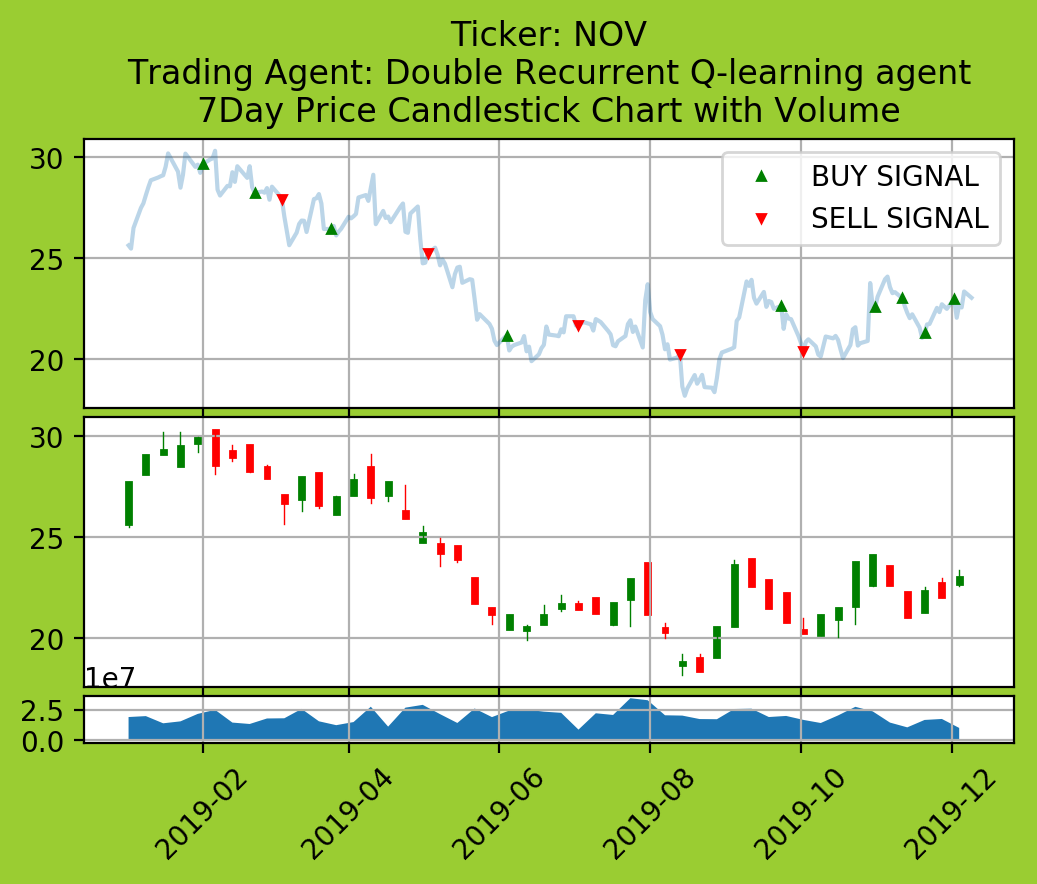 Ticker: NOV
Trading Agent: Double Recurrent Q-learning agent
7Day Price Candlestick Chart with Volume
30
25
20
BUY SIGNAL
SELL SIGNAL
30
25
20
1e7
2.5
0.0
2019-02
2019-04
2019-06
2019-08
2019-10
2019-12